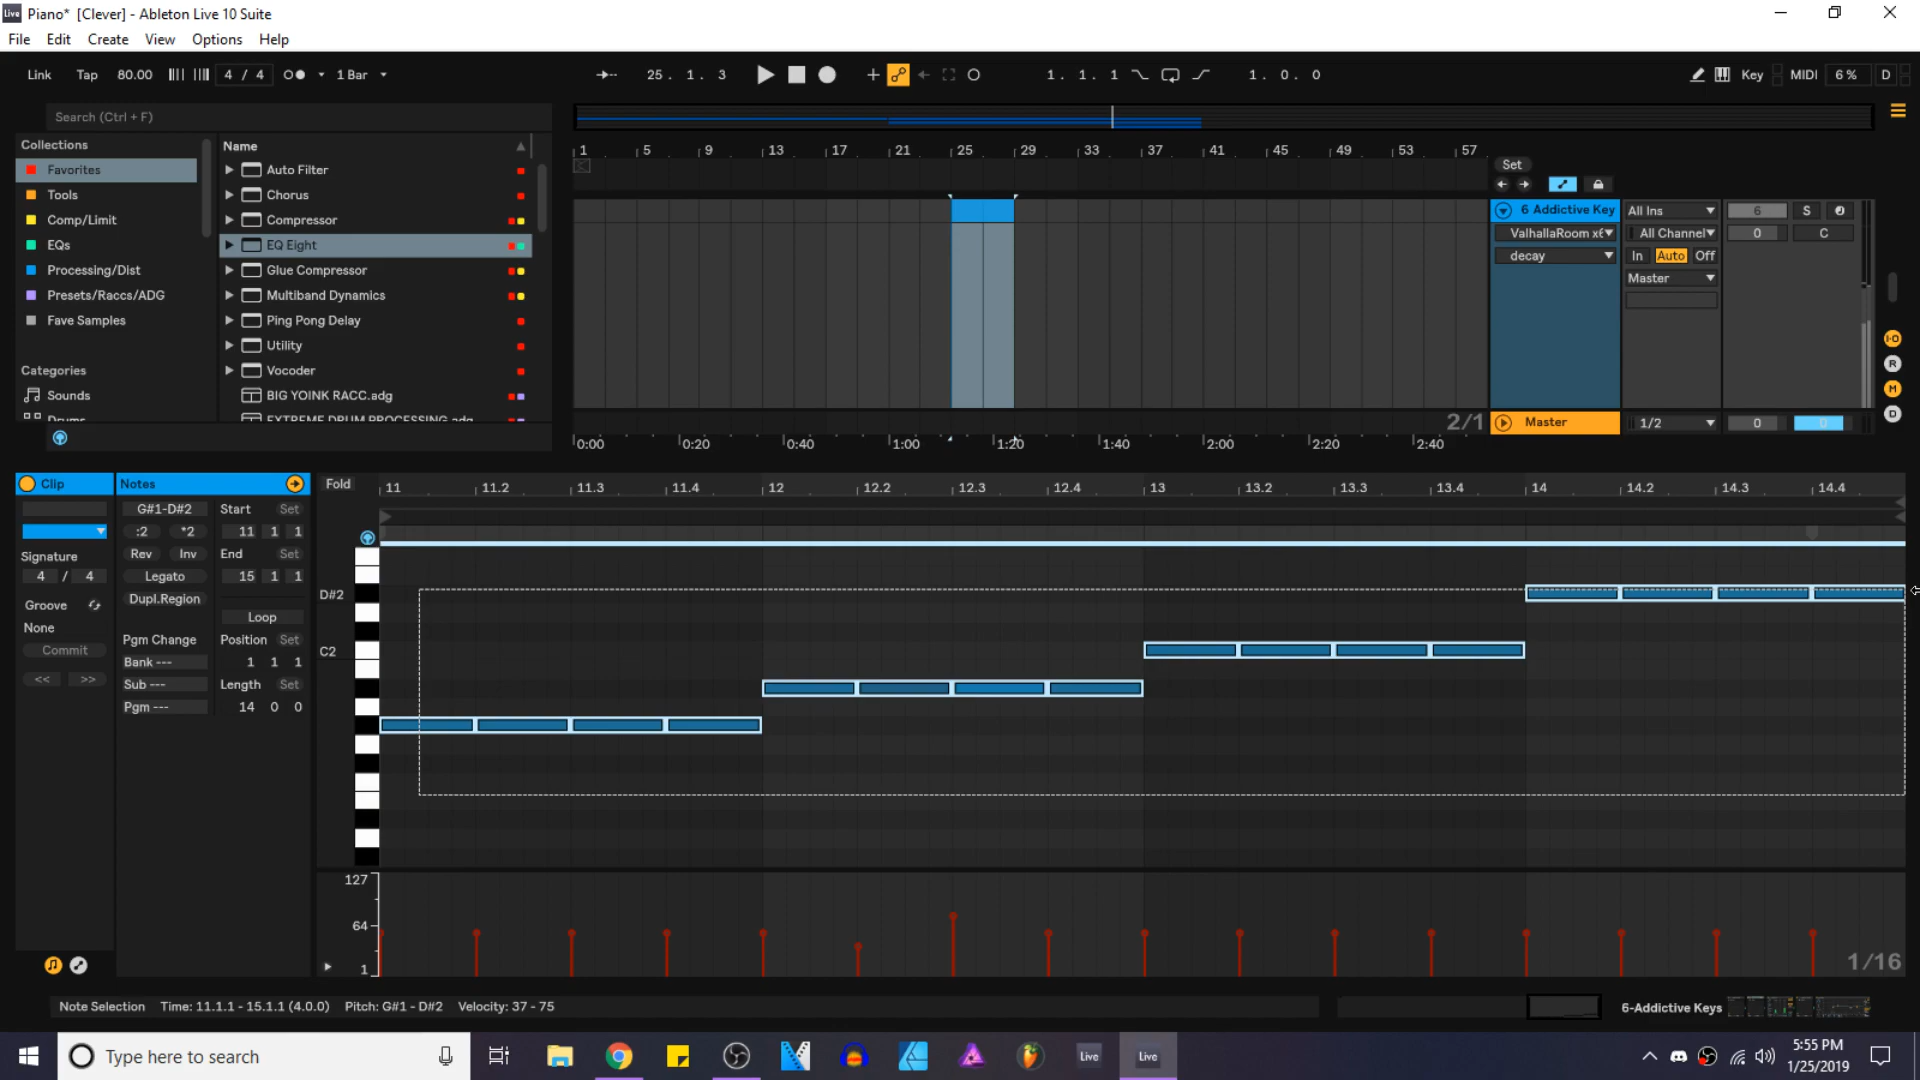 Live Piano* [Clever] - Ableton Live 10 Suite
File Edit Create View Options Help
Link Tap 80.00 4 / 4 1 Bar 25 . 1 . 3 1 . 1 . 1 1 . 0 . 0 Key MIDI 6 % D
Search (Ctrl + F)
Collections
Favorites
Tools
Comp/Limit
EQs
Processing/Dist
Presets/Raccs/ADG
Fave Samples
Categories
Sounds
Drums
Name
Auto Filter
Chorus
Compressor
EQ Eight
Glue Compressor
Multiband Dynamics
Ping Pong Delay
Utility
Vocoder
BIG YOINK RACC.adg
EXTREME DRUM PROCESSING.adg
1 5 9 13 17 21 25 29 33 37 41 45 49 53 57
Set
6 Addictive Key All Ins 6 S
ValhallaRoom x6 All Channel 0 C
decay In Auto Off
Master
2/1 Master 1/2 0 0
0:00 0:20 0:40 1:00 1:20 1:40 2:00 2:20 2:40
I·O
R
M
D
Clip
Signature
4 / 4
Groove
None
Commit
<< >>
Notes
G#1-D#2
:2 *2
Rev Inv
Legato
Dupl.Region
Pgm Change
Bank ---
Sub ---
Pgm ---
Start Set
11 1 1
End Set
15 1 1
Loop
Position Set
1 1 1
Length Set
14 0 0
Fold 11 11.2 11.3 11.4 12 12.2 12.3 12.4 13 13.2 13.3 13.4 14 14.2 14.3 14.4
D#2
C2
127
64
1
1/16
Note Selection Time: 11.1.1 - 15.1.1 (4.0.0) Pitch: G#1 - D#2 Velocity: 37 - 75
6-Addictive Keys
Type here to search
Live Live
5:55 PM
1/25/2019